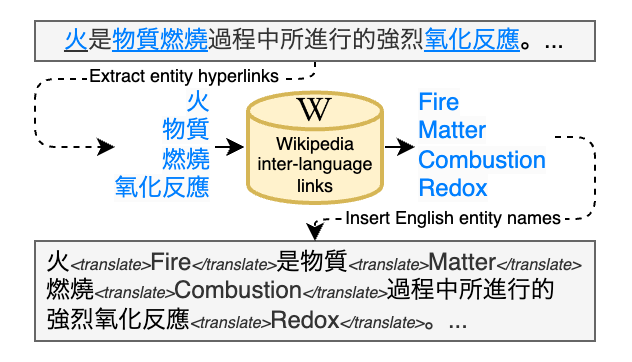 火是物質燃燒過程中所進行的強烈氧化反應。...
Extract entity hyperlinks
火
物質
燃燒
氧化反應
W
Wikipedia
inter-language
links
Fire
Matter
Combustion
Redox
Insert English entity names
火<translate>Fire</translate>是物質<translate>Matter</translate>
燃燒<translate>Combustion</translate>過程中所進行的
強烈氧化反應<translate>Redox</translate>。...